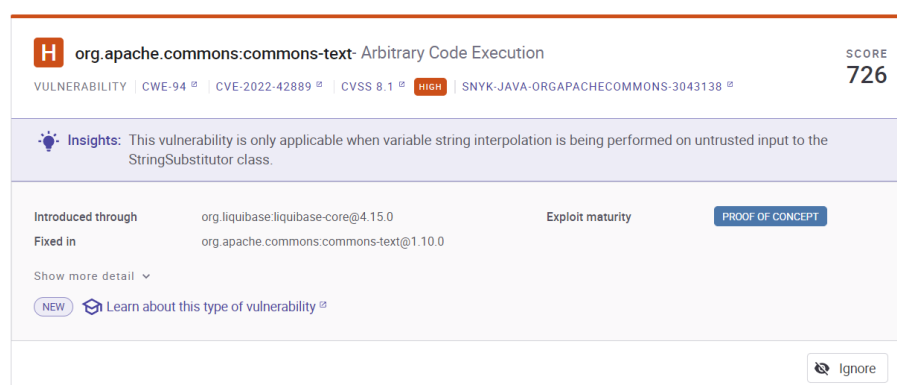 H org.apache.commons:commons-text- Arbitrary Code Execution
SCORE
726
VULNERABILITY | CWE-94 | CVE-2022-42889 | CVSS 8.1 HIGH | SNYK-JAVA-ORGAPACHECOMMONS-3043138
Insights: This vulnerability is only applicable when variable string interpolation is being performed on untrusted input to the
StringSubstitutor class.
Introduced through org.liquibase:liquibase-core@4.15.0 Exploit maturity PROOF OF CONCEPT
Fixed in org.apache.commons:commons-text@1.10.0
Show more detail
NEW Learn about this type of vulnerability
Ignore